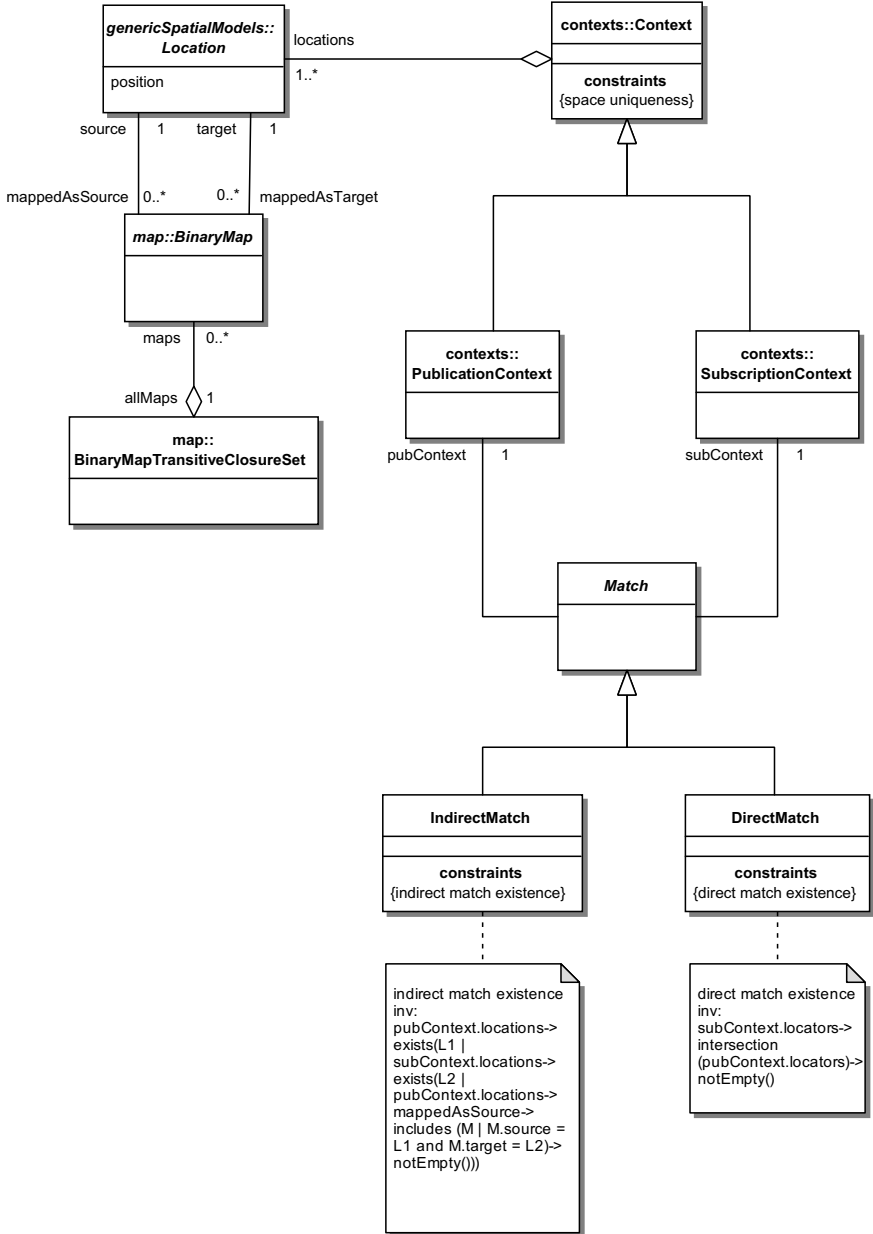 genericSpatialModels::
Location
position
locations
1..*
contexts::Context
constraints
{space uniqueness}
source 1 target 1
mappedAsSource 0..* 0..* mappedAsTarget
map::BinaryMap
maps 0..*
allMaps 1
map::
BinaryMapTransitiveClosureSet
contexts::
PublicationContext
contexts::
SubscriptionContext
pubContext 1
subContext 1
Match
IndirectMatch
constraints
{indirect match existence}
DirectMatch
constraints
{direct match existence}
indirect match existence
inv:
pubContext.locations->
exists(L1 |
subContext.locations->
exists(L2 |
pubContext.locations->
mappedAsSource->
includes (M | M.source =
L1 and M.target = L2)->
notEmpty()))
direct match existence
inv:
subContext.locators->
intersection
(pubContext.locators)->
notEmpty()